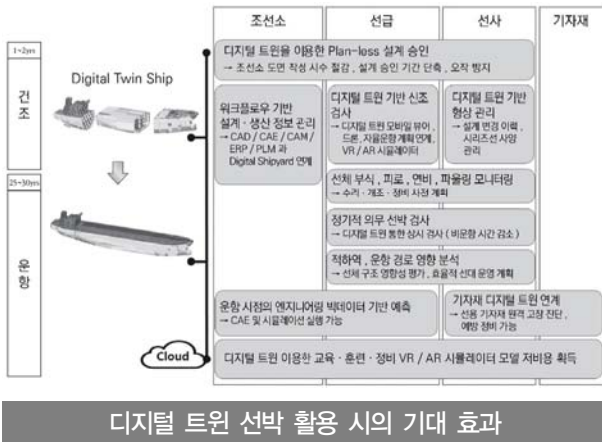 조선소 선급 선사 기자재
1~2yrs
건조
25~30yrs
운항
Digital Twin Ship
디지털 트윈을 이용한 Plan-less 설계 승인
→ 조선소 도면 작성 시수 절감, 설계 승인 기간 단축, 오작 방지
워크플로우 기반
설계·생산 정보 관리
→ CAD / CAE / CAM /
ERP / PLM 과
Digital Shipyard 연계
디지털 트윈 기반 신조
검사
→ 디지털 트윈 모바일 뷰어,
드론, 자율운항 계획 연계,
VR / AR 시뮬레이터
디지털 트윈 기반
형상 관리
→ 설계 변경 이력,
시리즈선 사양
관리
선체 부식, 피로, 연비, 파울링 모니터링
→ 수리·개조·정비 사정 계획
정기적 의무 선박 검사
→ 디지털 트윈 통한 상시 검사 (비운항 시간 감소)
적하역, 운항 경로 영향 분석
→ 선체 구조 영향성 평가, 효율적 선대 운영 계획
운항 시점의 엔지니어링 빅데이터 기반 예측
→ CAE 및 시뮬레이션 실행 가능
기자재 디지털 트윈 연계
→ 선용 기자재 원격 고장 진단,
예방 정비 가능
Cloud
디지털 트윈 이용한 교육·훈련·정비 VR / AR 시뮬레이터 모델 저비용 획득
디지털 트윈 선박 활용 시의 기대 효과